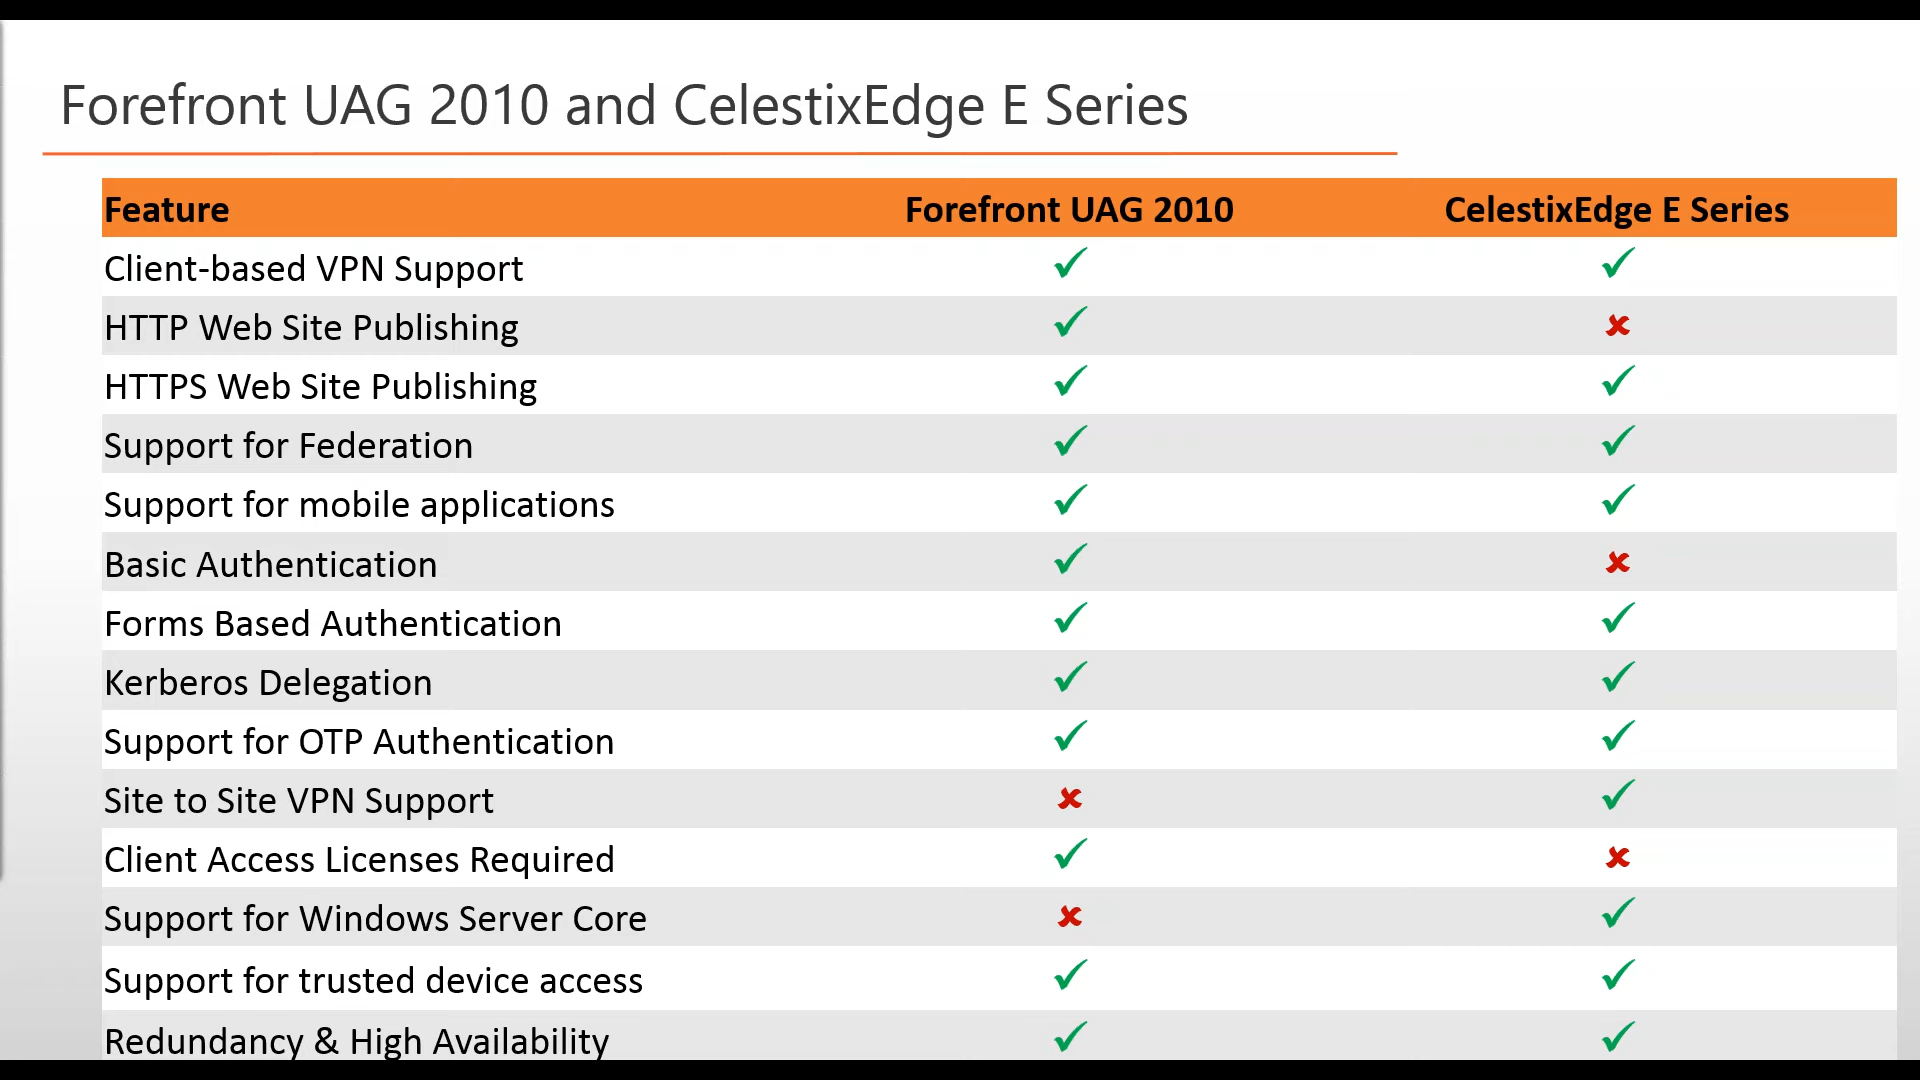 Forefront UAG 2010 and CelestixEdge E Series
Feature Forefront UAG 2010 CelestixEdge E Series
Client-based VPN Support ✓ ✓
HTTP Web Site Publishing ✓ ✘
HTTPS Web Site Publishing ✓ ✓
Support for Federation ✓ ✓
Support for mobile applications ✓ ✓
Basic Authentication ✓ ✘
Forms Based Authentication ✓ ✓
Kerberos Delegation ✓ ✓
Support for OTP Authentication ✓ ✓
Site to Site VPN Support ✘ ✓
Client Access Licenses Required ✓ ✘
Support for Windows Server Core ✘ ✓
Support for trusted device access ✓ ✓
Redundancy & High Availability ✓ ✓